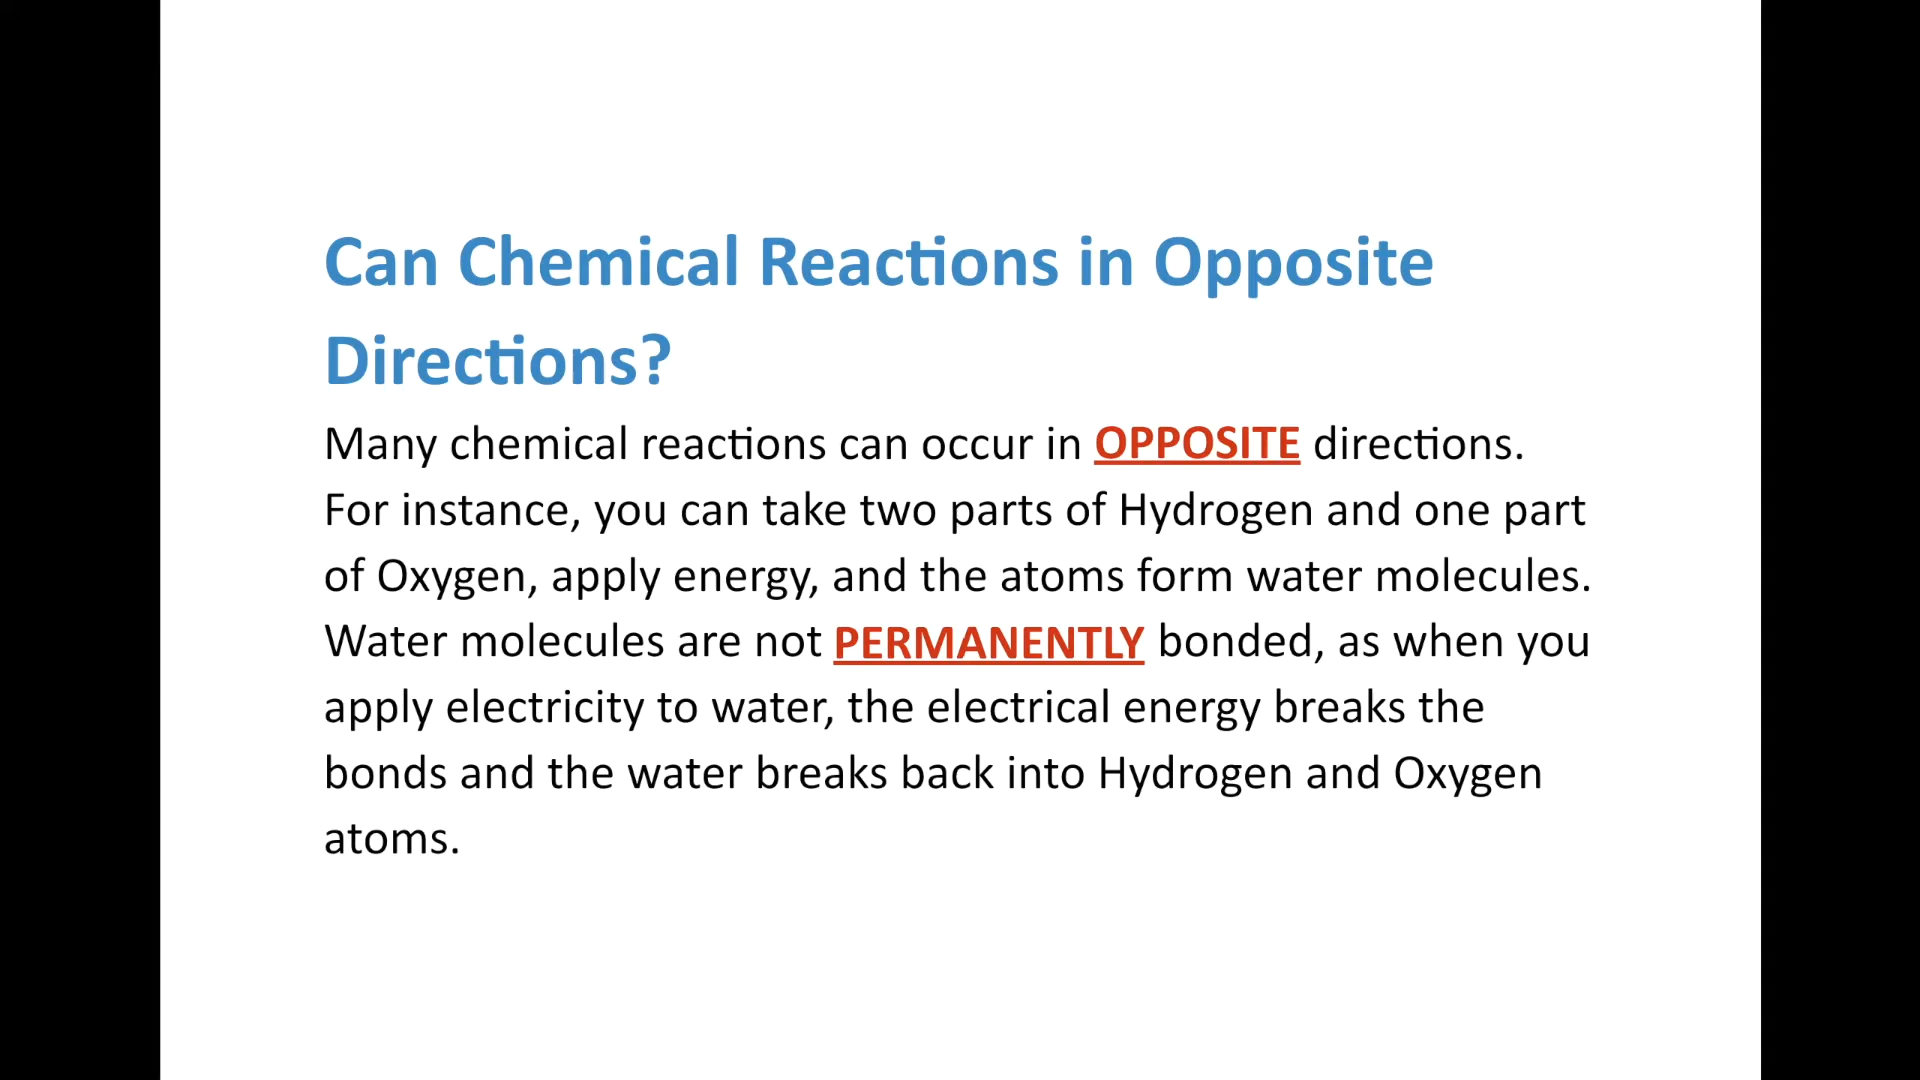 Can Chemical Reactions in Opposite
Directions?
Many chemical reactions can occur in OPPOSITE directions.
For instance, you can take two parts of Hydrogen and one part
of Oxygen, apply energy, and the atoms form water molecules.
Water molecules are not PERMANENTLY bonded, as when you
apply electricity to water, the electrical energy breaks the
bonds and the water breaks back into Hydrogen and Oxygen
atoms.